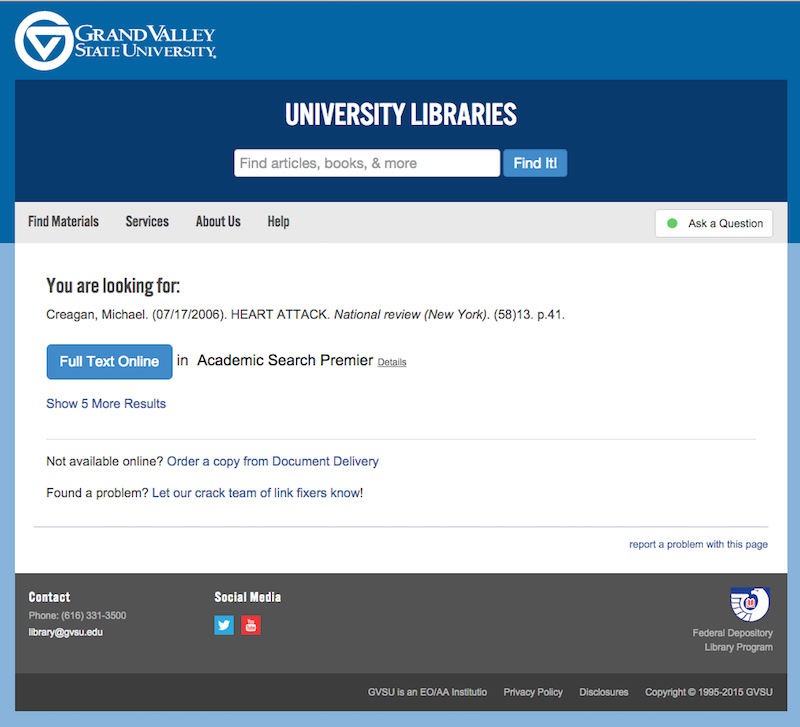 GRAND VALLEY
STATE UNIVERSITY.
UNIVERSITY LIBRARIES
Find articles, books, & more
Find It!
Find Materials Services About Us Help
Ask a Question
You are looking for:
Creagan, Michael. (07/17/2006). HEART ATTACK. National review (New York). (58)13. p.41.
Full Text Online in Academic Search Premier Details
Show 5 More Results
Not available online? Order a copy from Document Delivery
Found a problem? Let our crack team of link fixers know!
report a problem with this page
Contact
Phone: (616) 331-3500
library@gvsu.edu
Social Media
You
Federal Depository
Library Program
GVSU is an EO/AA Institutio Privacy Policy Disclosures Copyright © 1995-2015 GVSU